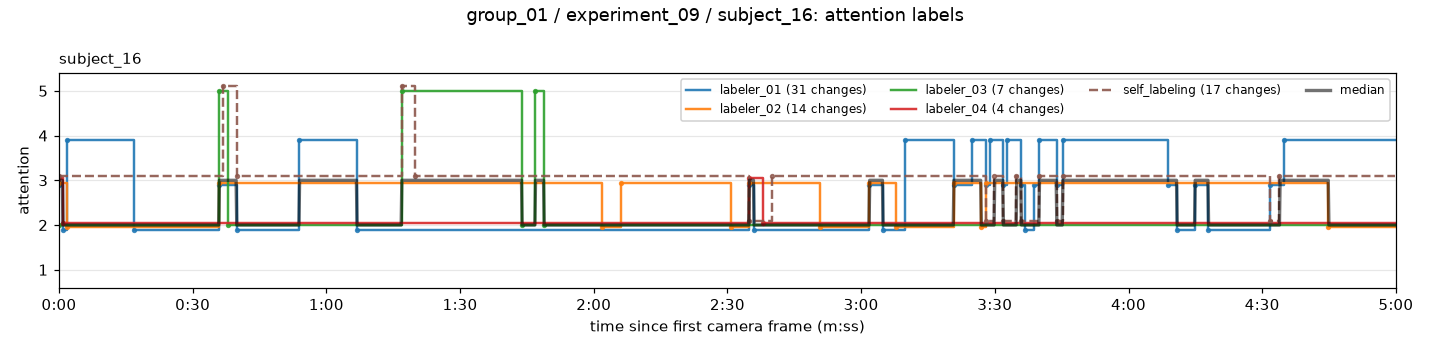 group_01 / experiment_09 / subject_16: attention labels
subject_16
labeler_01 (31 changes)
labeler_02 (14 changes)
labeler_03 (7 changes)
labeler_04 (4 changes)
self_labeling (17 changes)
median
attention
5
4
3
2
1
0:00 0:30 1:00 1:30 2:00 2:30 3:00 3:30 4:00 4:30 5:00
time since first camera frame (m:ss)